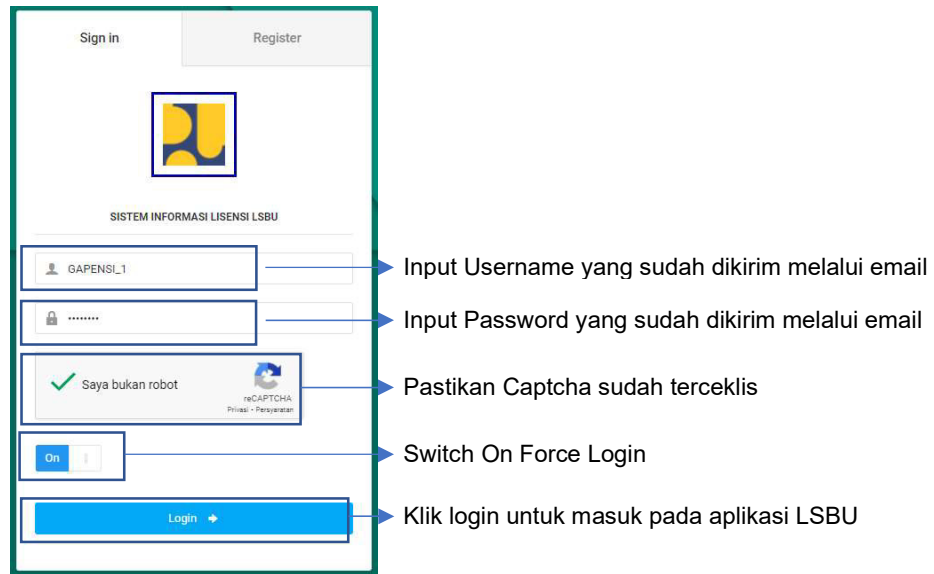 Sign in
Register
SISTEM INFORMASI LISENSI LSBU
GAPENSI_1
Input Username yang sudah dikirim melalui email
••••••••
Input Password yang sudah dikirim melalui email
Saya bukan robot
reCAPTCHA
Privasi - Persyaratan
Pastikan Captcha sudah terceklis
On
Switch On Force Login
Login
Klik login untuk masuk pada aplikasi LSBU